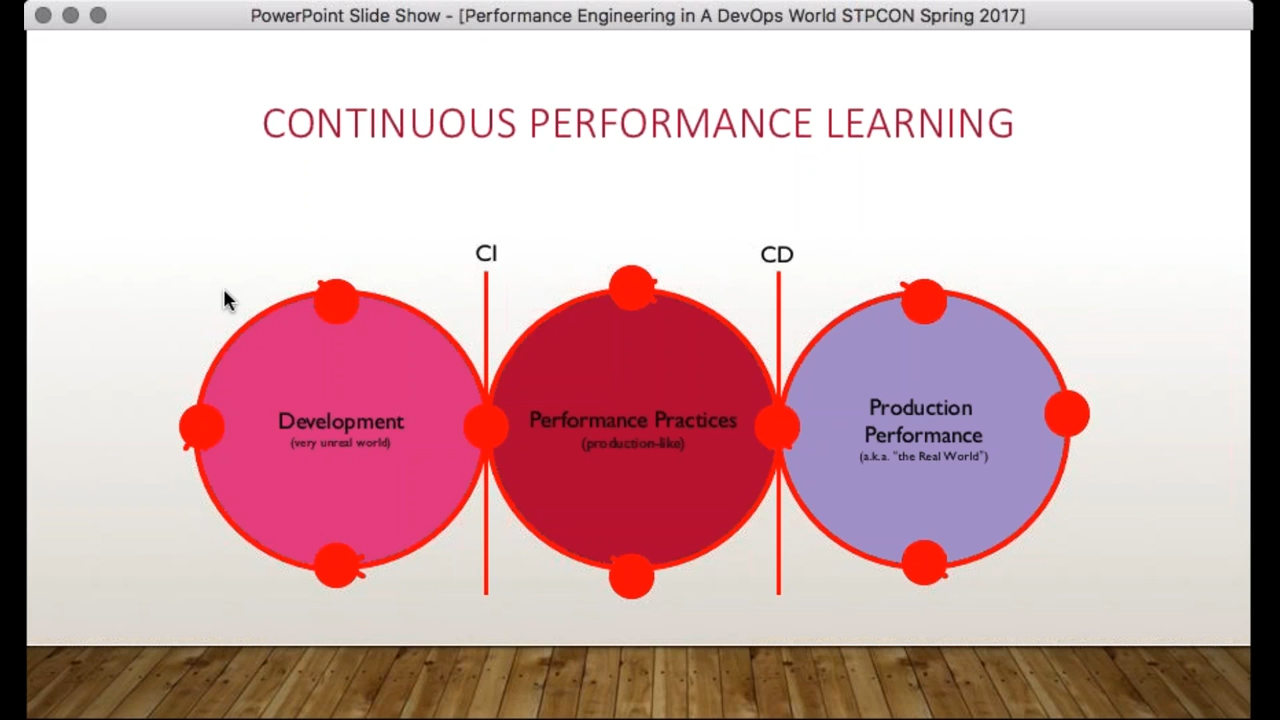 PowerPoint Slide Show - [Performance Engineering in A DevOps World STPCON Spring 2017]
CONTINUOUS PERFORMANCE LEARNING
CI
CD
Development
(very unreal world)
Performance Practices
(production-like)
Production
Performance
(a.k.a. "the Real World")